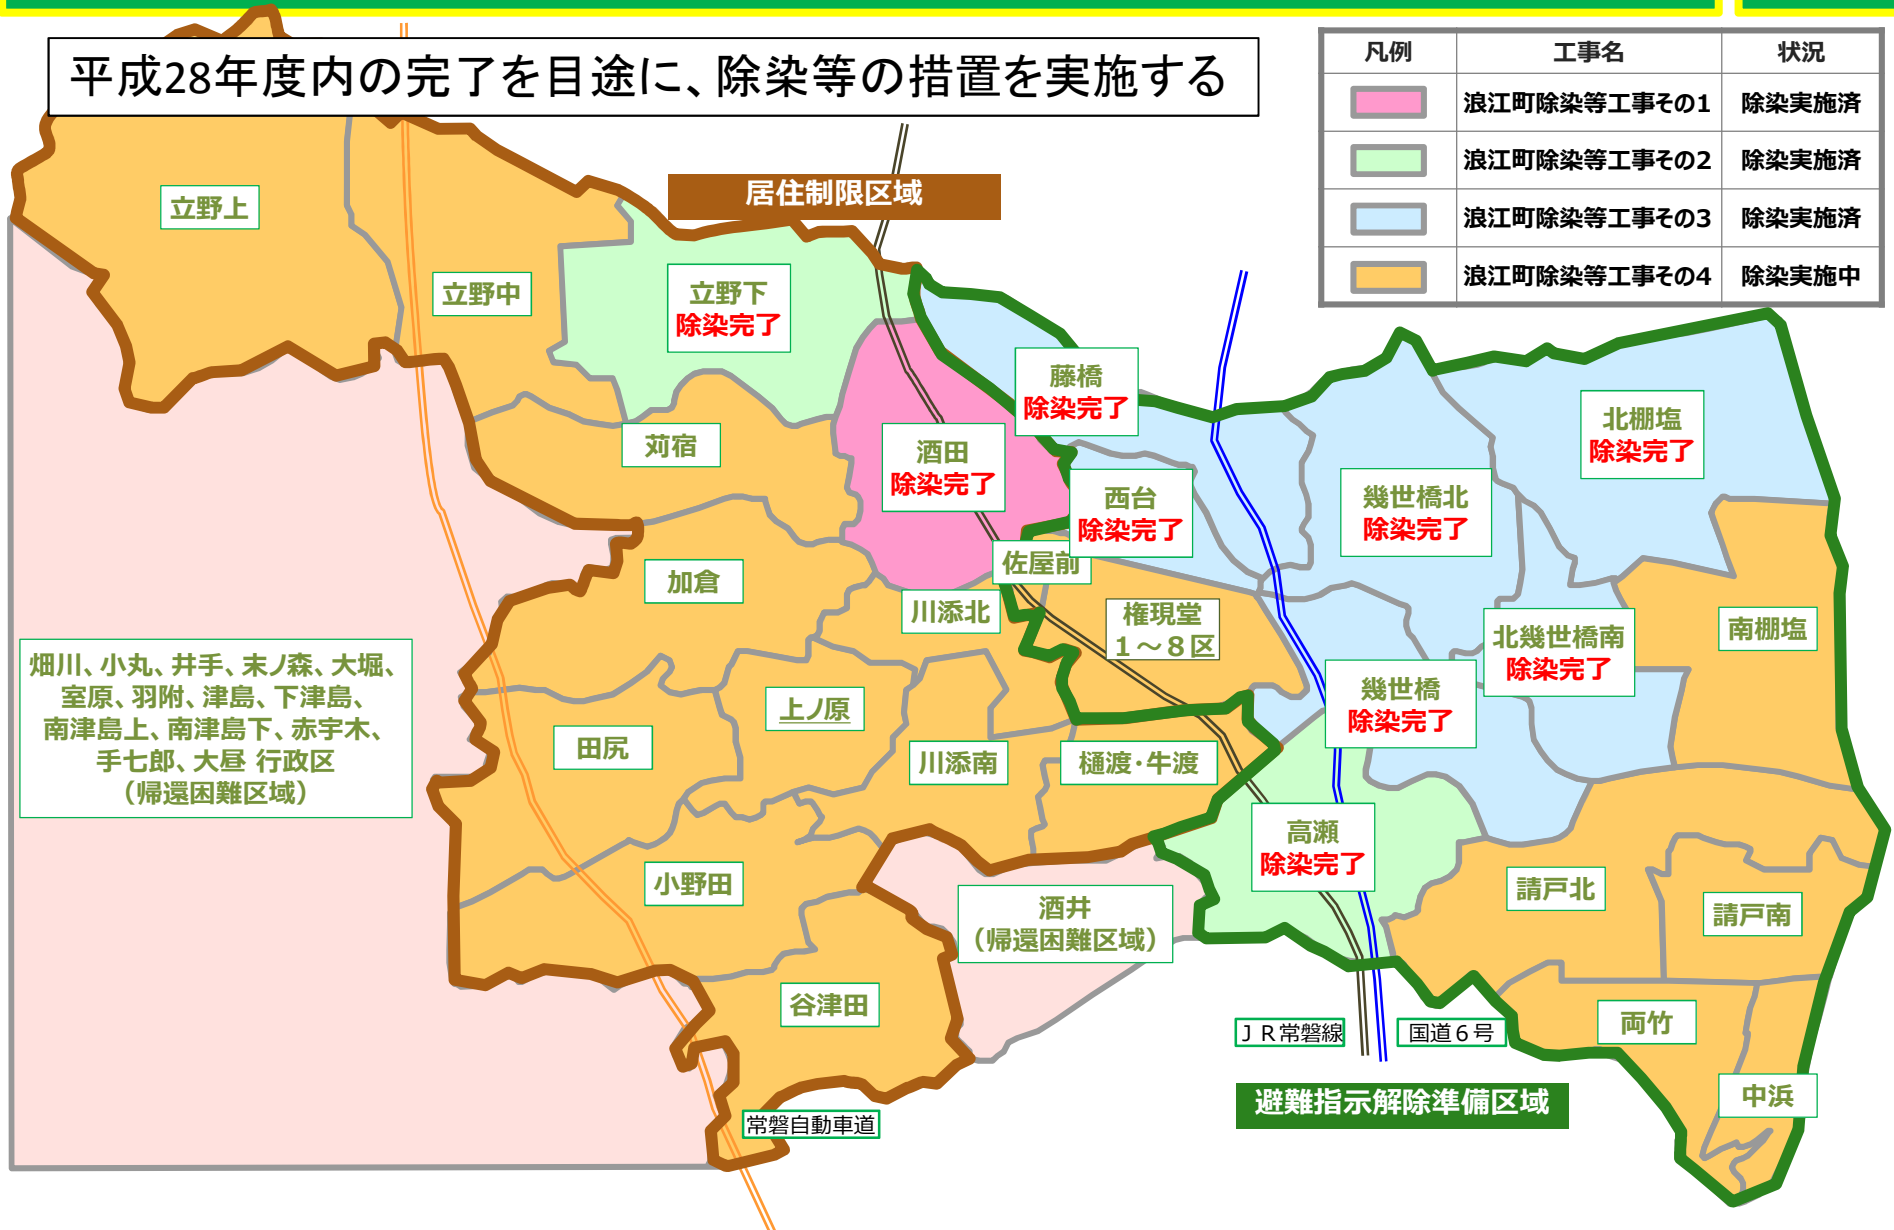 平成28年度内の完了を目途に、除染等の措置を実施する
凡例 工事名 状況
浪江町除染等工事その1 除染実施済
浪江町除染等工事その2 除染実施済
浪江町除染等工事その3 除染実施済
浪江町除染等工事その4 除染実施中
居住制限区域
立野上
立野中
立野下
除染完了
藤橋
除染完了
北棚塩
除染完了
苅宿
酒田
除染完了
西台
除染完了
幾世橋北
除染完了
佐屋前
加倉
川添北
権現堂
1～8区
北幾世橋南
除染完了
南棚塩
畑川、小丸、井手、末ノ森、大堀、
室原、羽附、津島、下津島、
南津島上、南津島下、赤宇木、
手七郎、大昼 行政区
（帰還困難区域）
上ノ原
幾世橋
除染完了
田尻
川添南
樋渡・牛渡
高瀬
除染完了
小野田
請戸北
請戸南
酒井
（帰還困難区域）
谷津田
ＪＲ常磐線
国道６号
両竹
避難指示解除準備区域
中浜
常磐自動車道